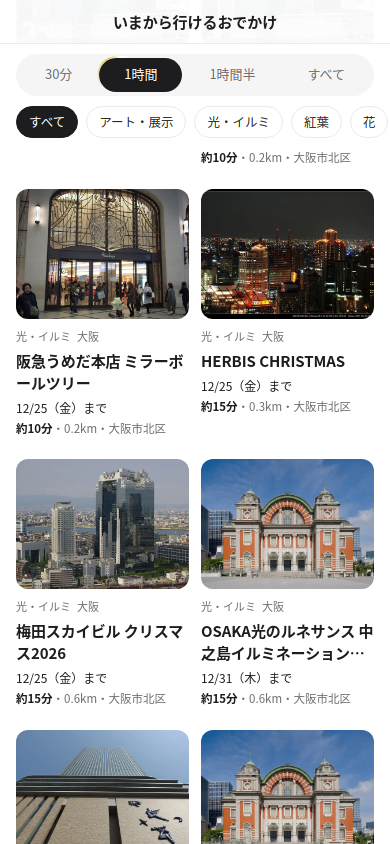 いまから行けるおでかけ
30分
1時間
1時間半
すべて
すべて
アート・展示
光・イルミ
紅葉
花
約10分・0.2km・大阪市北区
光・イルミ 大阪
阪急うめだ本店 ミラーボ
ールツリー
12/25（金）まで
約10分・0.2km・大阪市北区
光・イルミ 大阪
HERBIS CHRISTMAS
12/25（金）まで
約15分・0.3km・大阪市北区
光・イルミ 大阪
梅田スカイビル クリスマ
ス2026
12/25（金）まで
約15分・0.6km・大阪市北区
光・イルミ 大阪
OSAKA光のルネサンス 中
之島イルミネーション…
12/31（木）まで
約15分・0.6km・大阪市北区